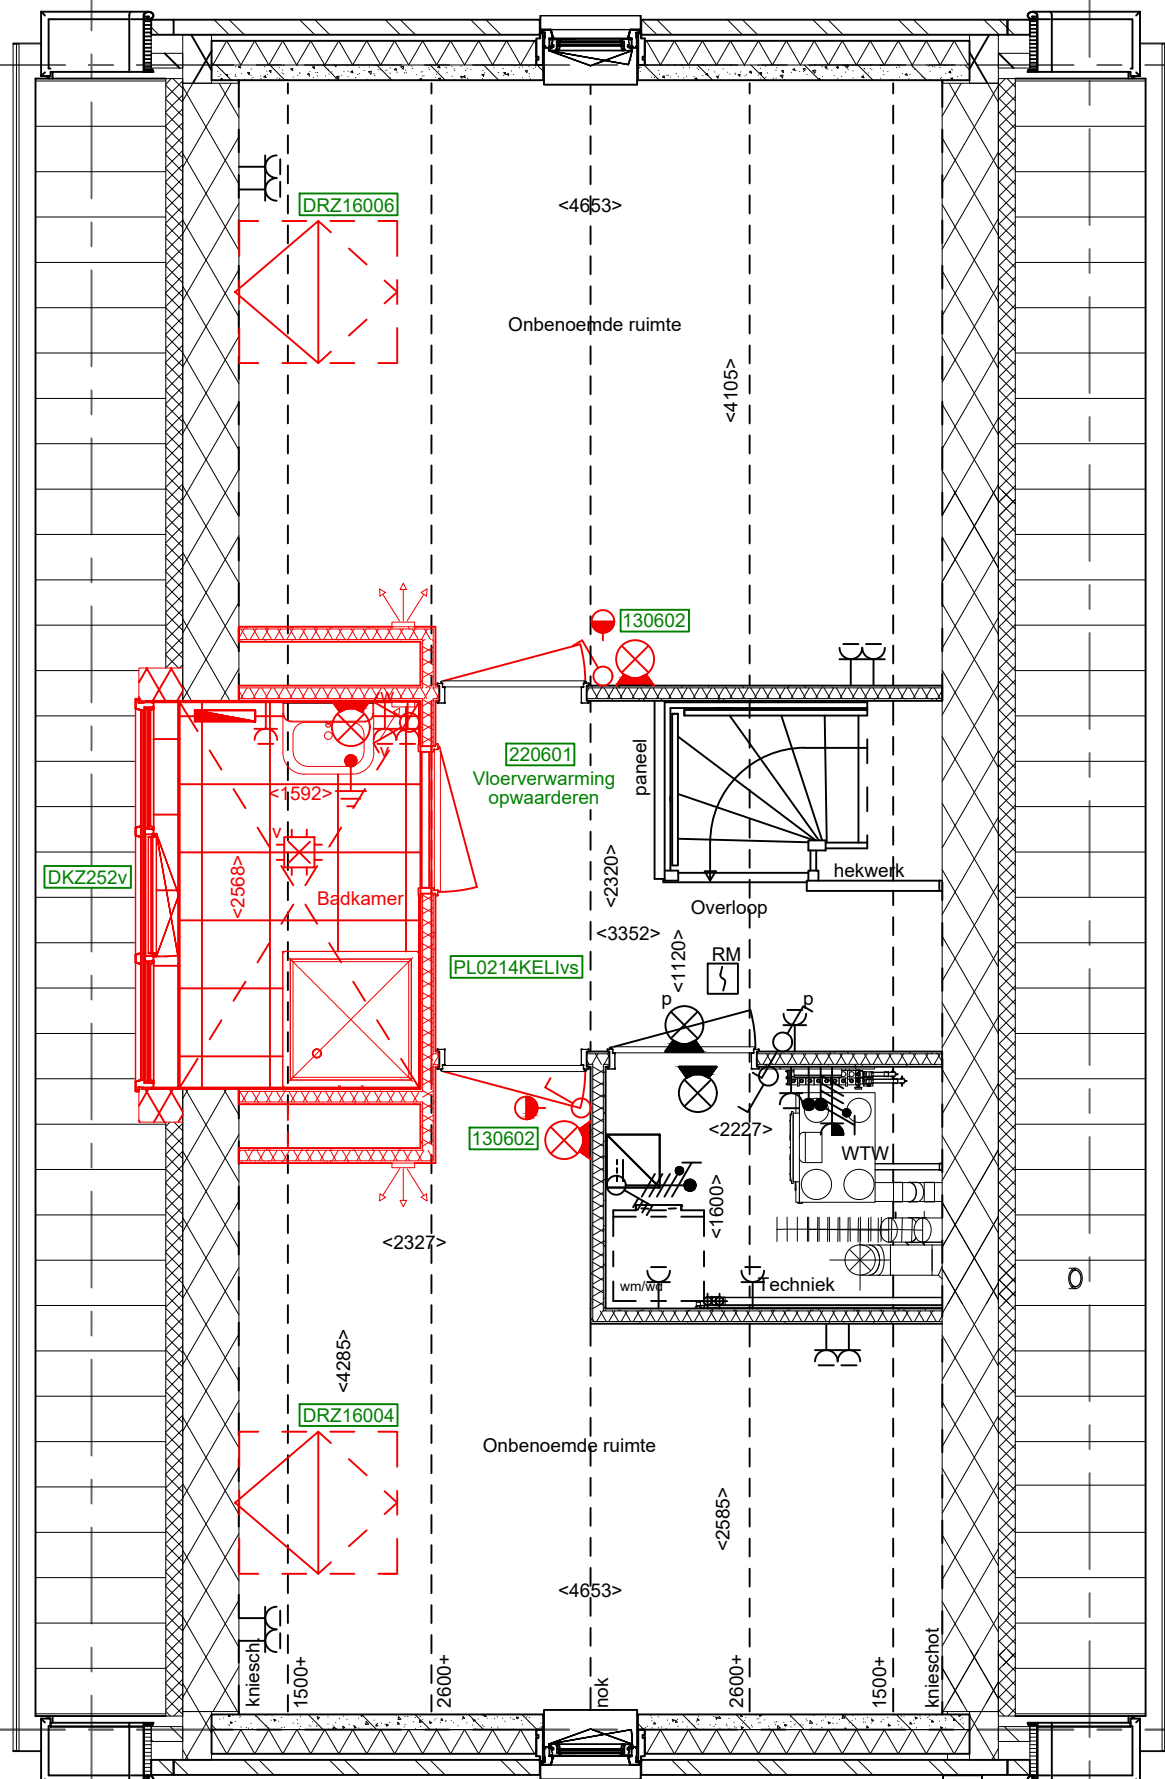 DRZ16006
<4653>
Onbenoemde ruimte
<4105>
130602
w
v
220601
Vloerverwarming
opwaarderen
paneel
<1592>
v
<2568>
Badkamer
DKZ252v
<2320>
hekwerk
Overloop
<3352>
<1120>
RM
PL0214KELIvs
p
p
130602
<2227>
WTW
<1600>
<2327>
wm/wd
Techniek
<4285>
DRZ16004
Onbenoemde ruimte
<2585>
<4653>
knieschot
1500+
2600+
nok
2600+
1500+
knieschot